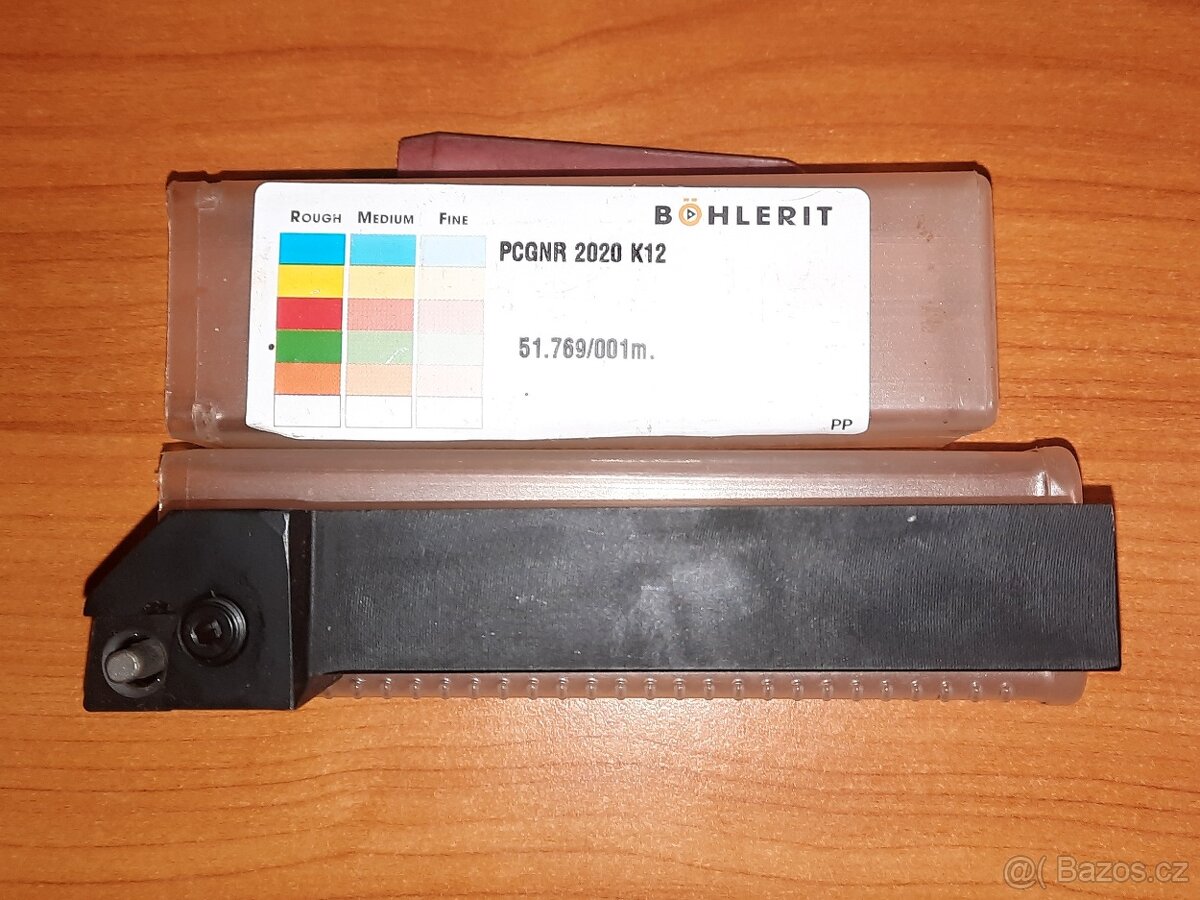 ROUGH MEDIUM FINE
BÖHLERIT
PCGNR 2020 K12
51.769/001m.
PP
@( Bazos.cz